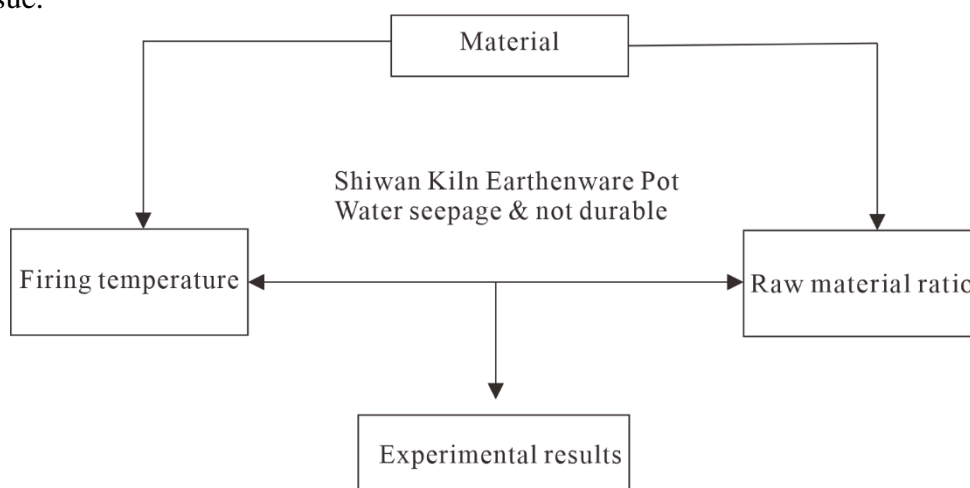 Material
Shiwan Kiln Earthenware Pot
Water seepage & not durable
Firing temperature
Raw material ratio
Experimental results